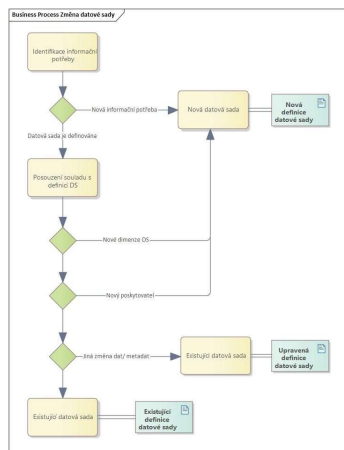 Business Process Změna datové sady
Identifikace informační
potřeby
Nová informační potřeba
Nová datová sada
Nová
definice
datové sady
Datová sada je definována
Posouzení souladu s
definicí DS
Nové dimenze DS
Nový poskytovatel
Jiná změna dat/ metadat
Existující datová sada
Upravená
definice
datové sady
Existující datová sada
Existující
definice
datové sady